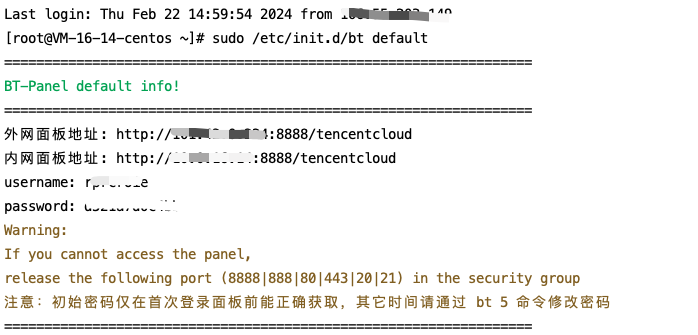 Last login: Thu Feb 22 14:59:54 2024 from
[root@VM-16-14-centos ~]# sudo /etc/init.d/bt default
==================================================================
BT-Panel default info!
==================================================================
外网面板地址: http://:8888/tencentcloud
内网面板地址: http://:8888/tencentcloud
username:
password:
Warning:
If you cannot access the panel,
release the following port (8888|888|80|443|20|21) in the security group
注意：初始密码仅在首次登录面板前能正确获取，其它时间请通过 bt 5 命令修改密码
==================================================================